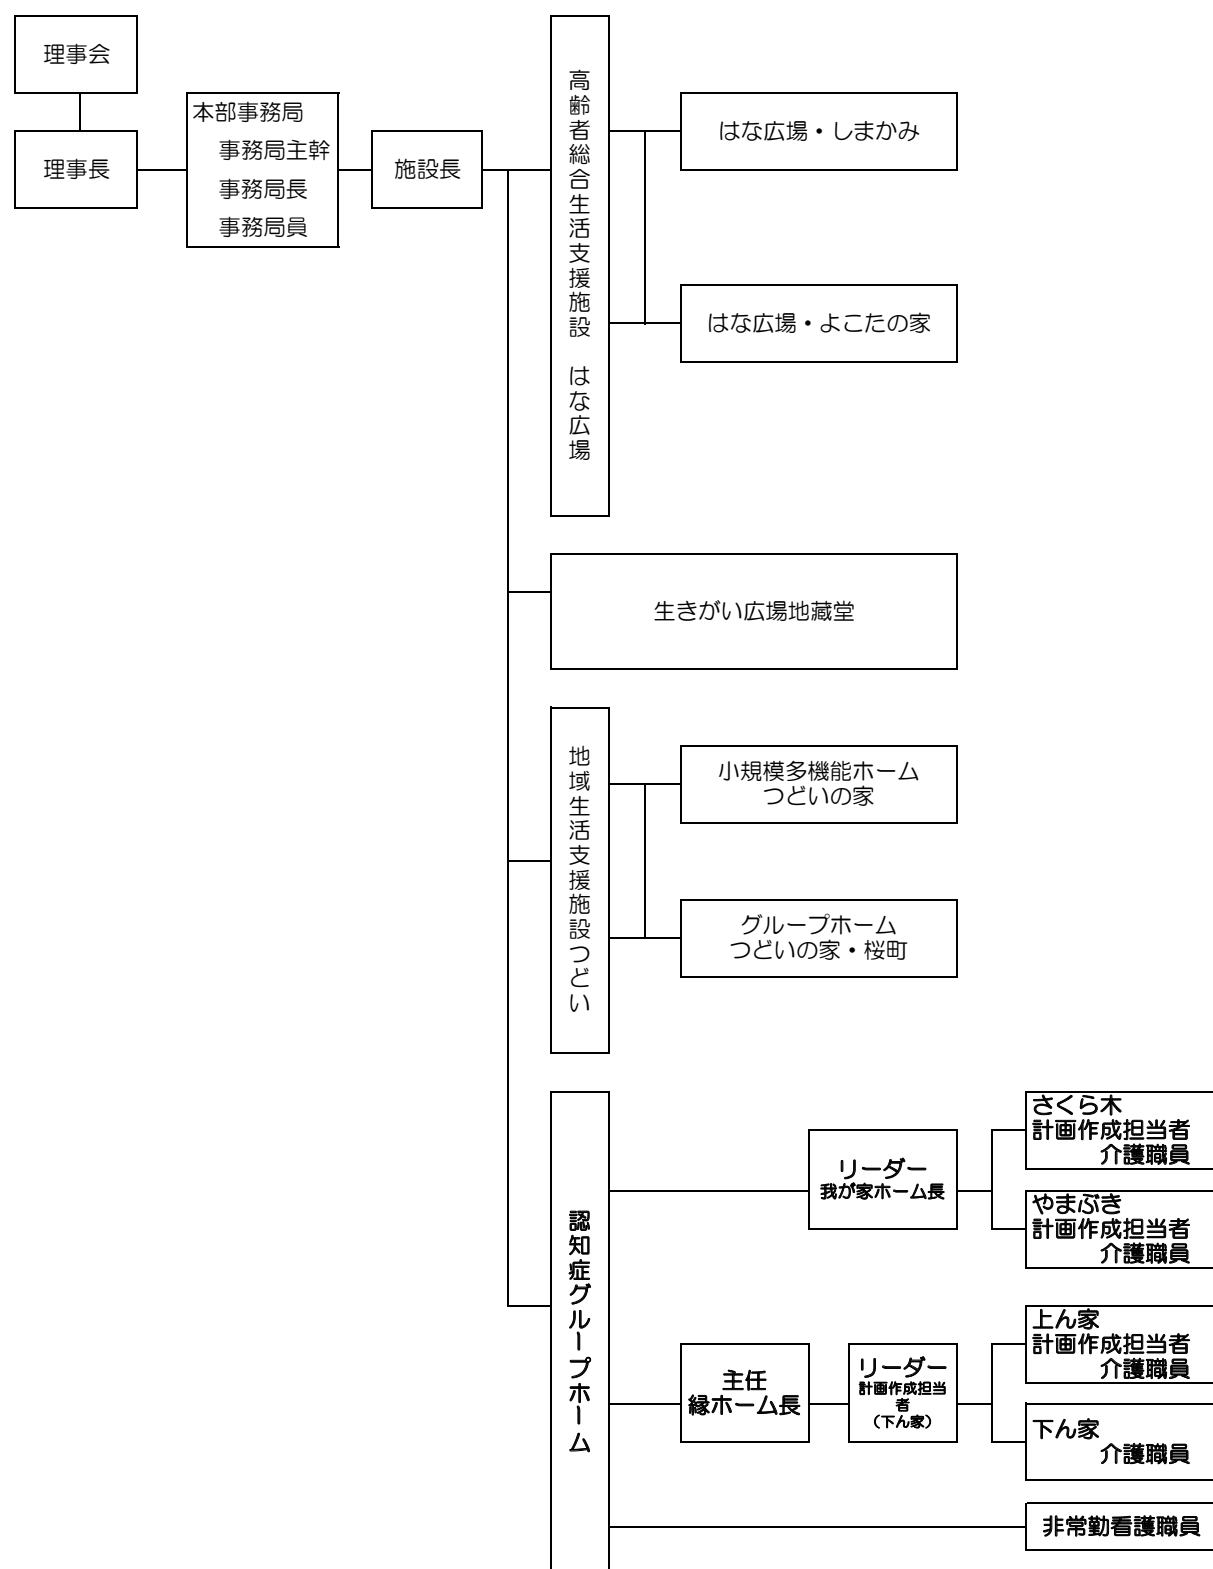 理事会
理事長
本部事務局
事務局主幹
事務局長
事務局員
施設長
高齢者総合生活支援施設　はな広場
はな広場・しまかみ
はな広場・よこたの家
生きがい広場地蔵堂
地域生活支援施設つどい
小規模多機能ホーム
つどいの家
グループホーム
つどいの家・桜町
認知症グループホーム
リーダー
我が家ホーム長
さくら木
計画作成担当者
介護職員
やまぶき
計画作成担当者
介護職員
主任
縁ホーム長
リーダー
計画作成担当
者
（下ん家）
上ん家
計画作成担当者
介護職員
下ん家
介護職員
非常勤看護職員